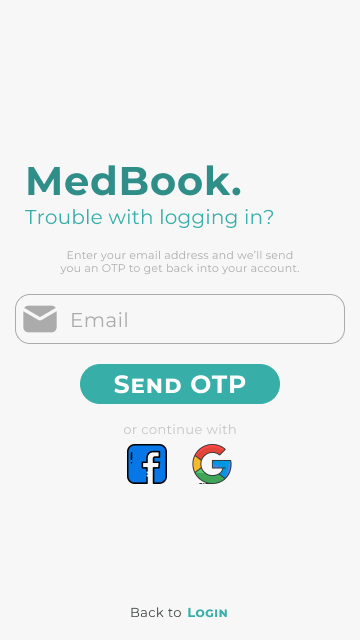 MedBook.
Trouble with logging in?
Enter your email address and we'll send
you an OTP to get back into your account.
Email
SEND OTP
or continue with
Back to LOGIN